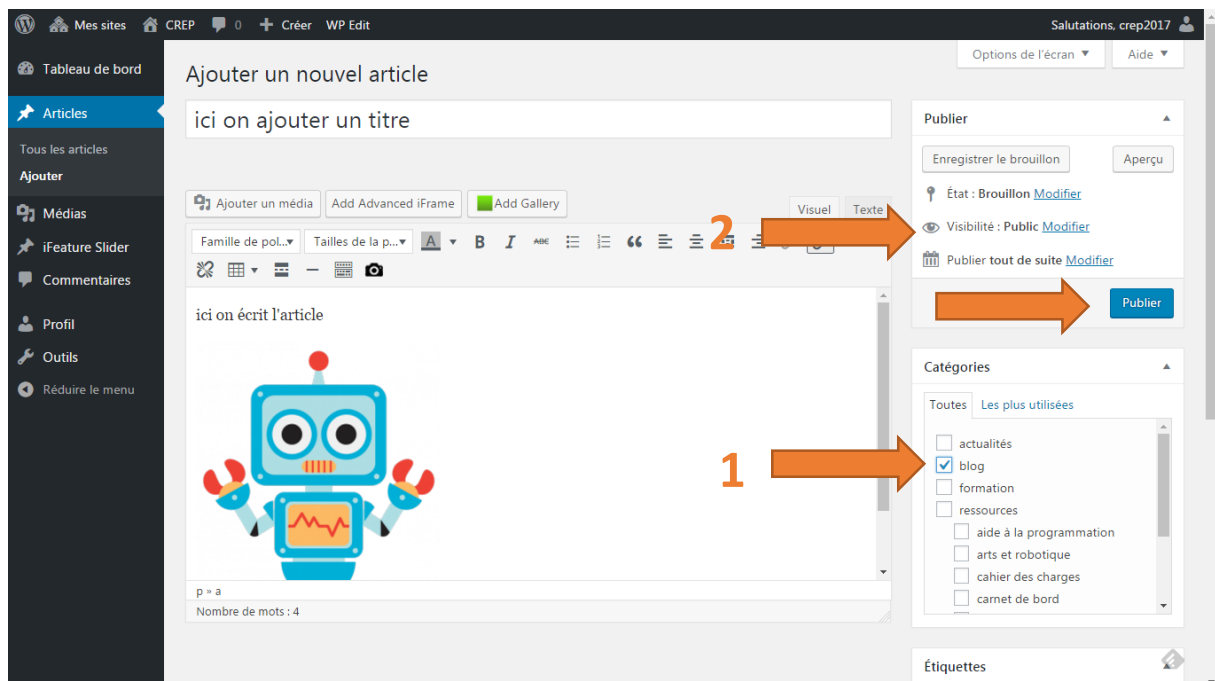 Mes sites CREP 0 Créer WP Edit Salutations, crep2017
Options de l'écran Aide
Tableau de bord
Articles
Tous les articles
Ajouter
Médias
iFeature Slider
Commentaires
Profil
Outils
Réduire le menu
Ajouter un nouvel article
ici on ajouter un titre
Ajouter un média Add Advanced iFrame Add Gallery
Visuel Texte
Famille de pol... Tailles de la p... A B I ABC
ici on écrit l'article
p » a
Nombre de mots : 4
2
1
Publier
Enregistrer le brouillon Aperçu
État : Brouillon Modifier
Visibilité : Public Modifier
Publier tout de suite Modifier
Publier
Catégories
Toutes Les plus utilisées
actualités
blog
formation
ressources
aide à la programmation
arts et robotique
cahier des charges
carnet de bord
Étiquettes